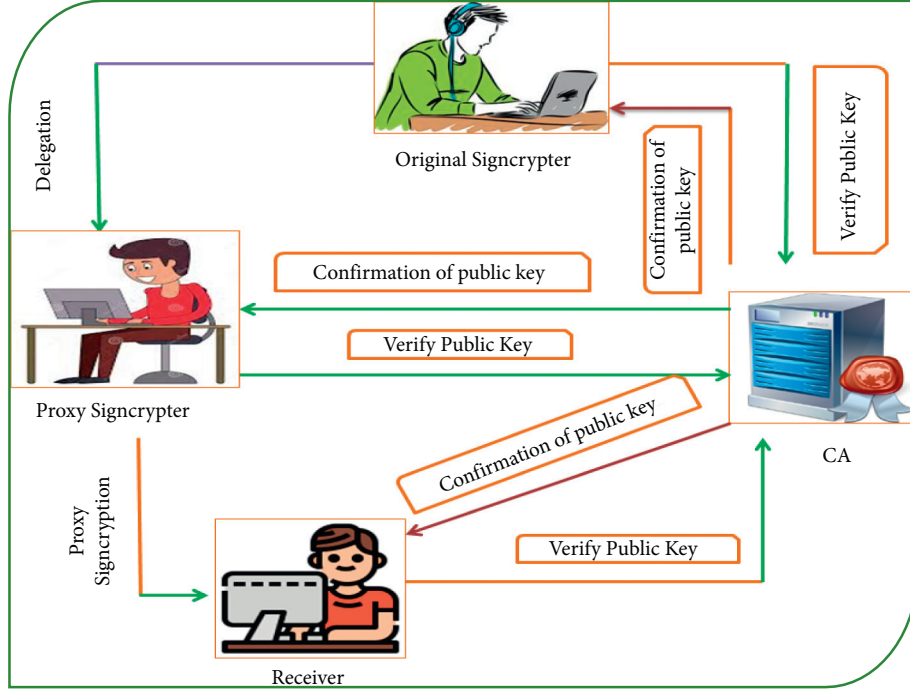 Original Signcrypter
Delegation
Verify Public Key
Confirmation of
public key
Confirmation of public key
Verify Public Key
Proxy Signcrypter
CA
Confirmation of public key
Proxy
Signcryption
Verify Public Key
Receiver